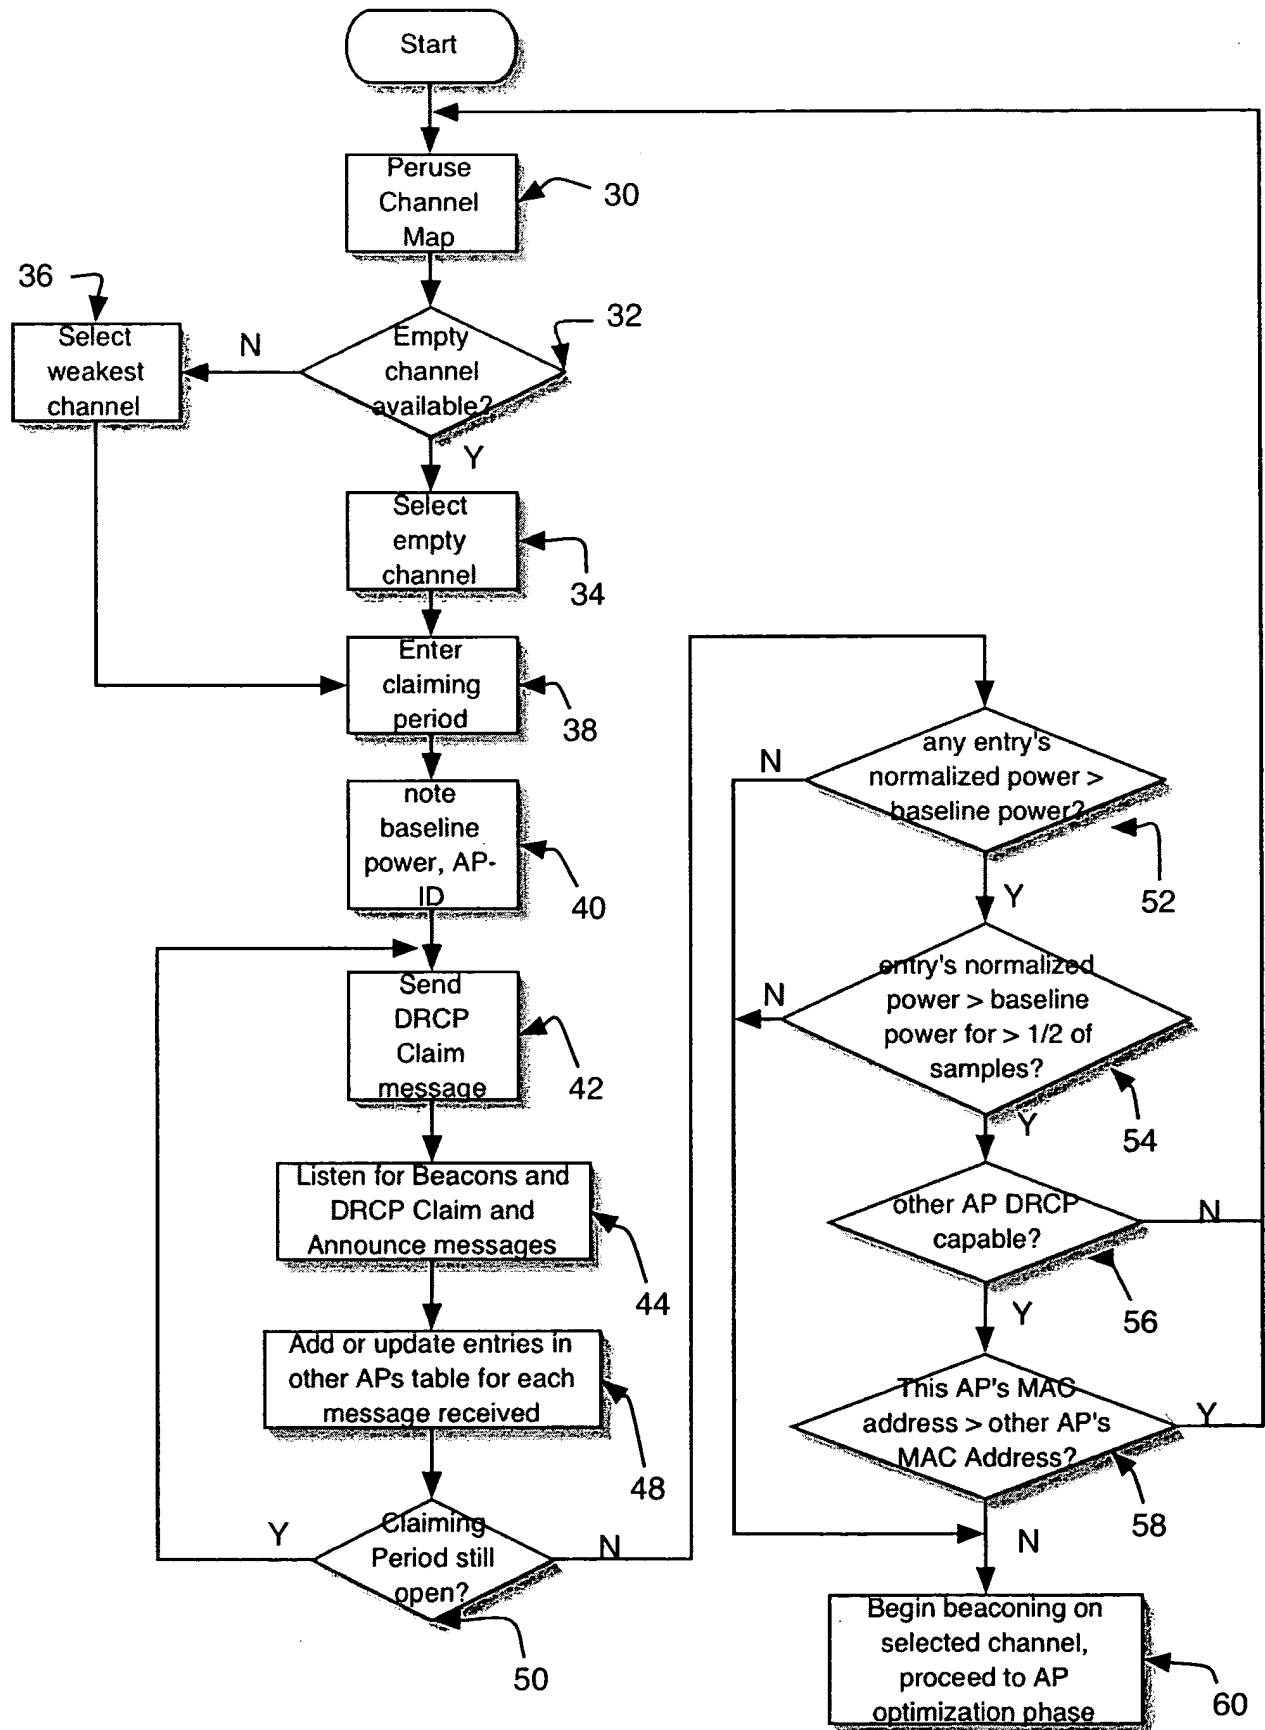 Start
Peruse
Channel
Map
30
36
Select
weakest
channel
N
Empty
channel
available?
32
Y
Select
empty
channel
34
Enter
claiming
period
38
note
baseline
power, AP-
ID
40
Send
DRCP
Claim
message
42
Listen for Beacons and
DRCP Claim and
Announce messages
44
Add or update entries in
other APs table for each
message received
48
Y
Claiming
Period still
open?
N
50
N
any entry's
normalized power >
baseline power?
52
Y
N
entry's normalized
power > baseline
power for > 1/2 of
samples?
54
Y
other AP DRCP
capable?
N
56
Y
This AP's MAC
address > other AP's
MAC Address?
Y
58
N
Begin beaconing on
selected channel,
proceed to AP
optimization phase
60